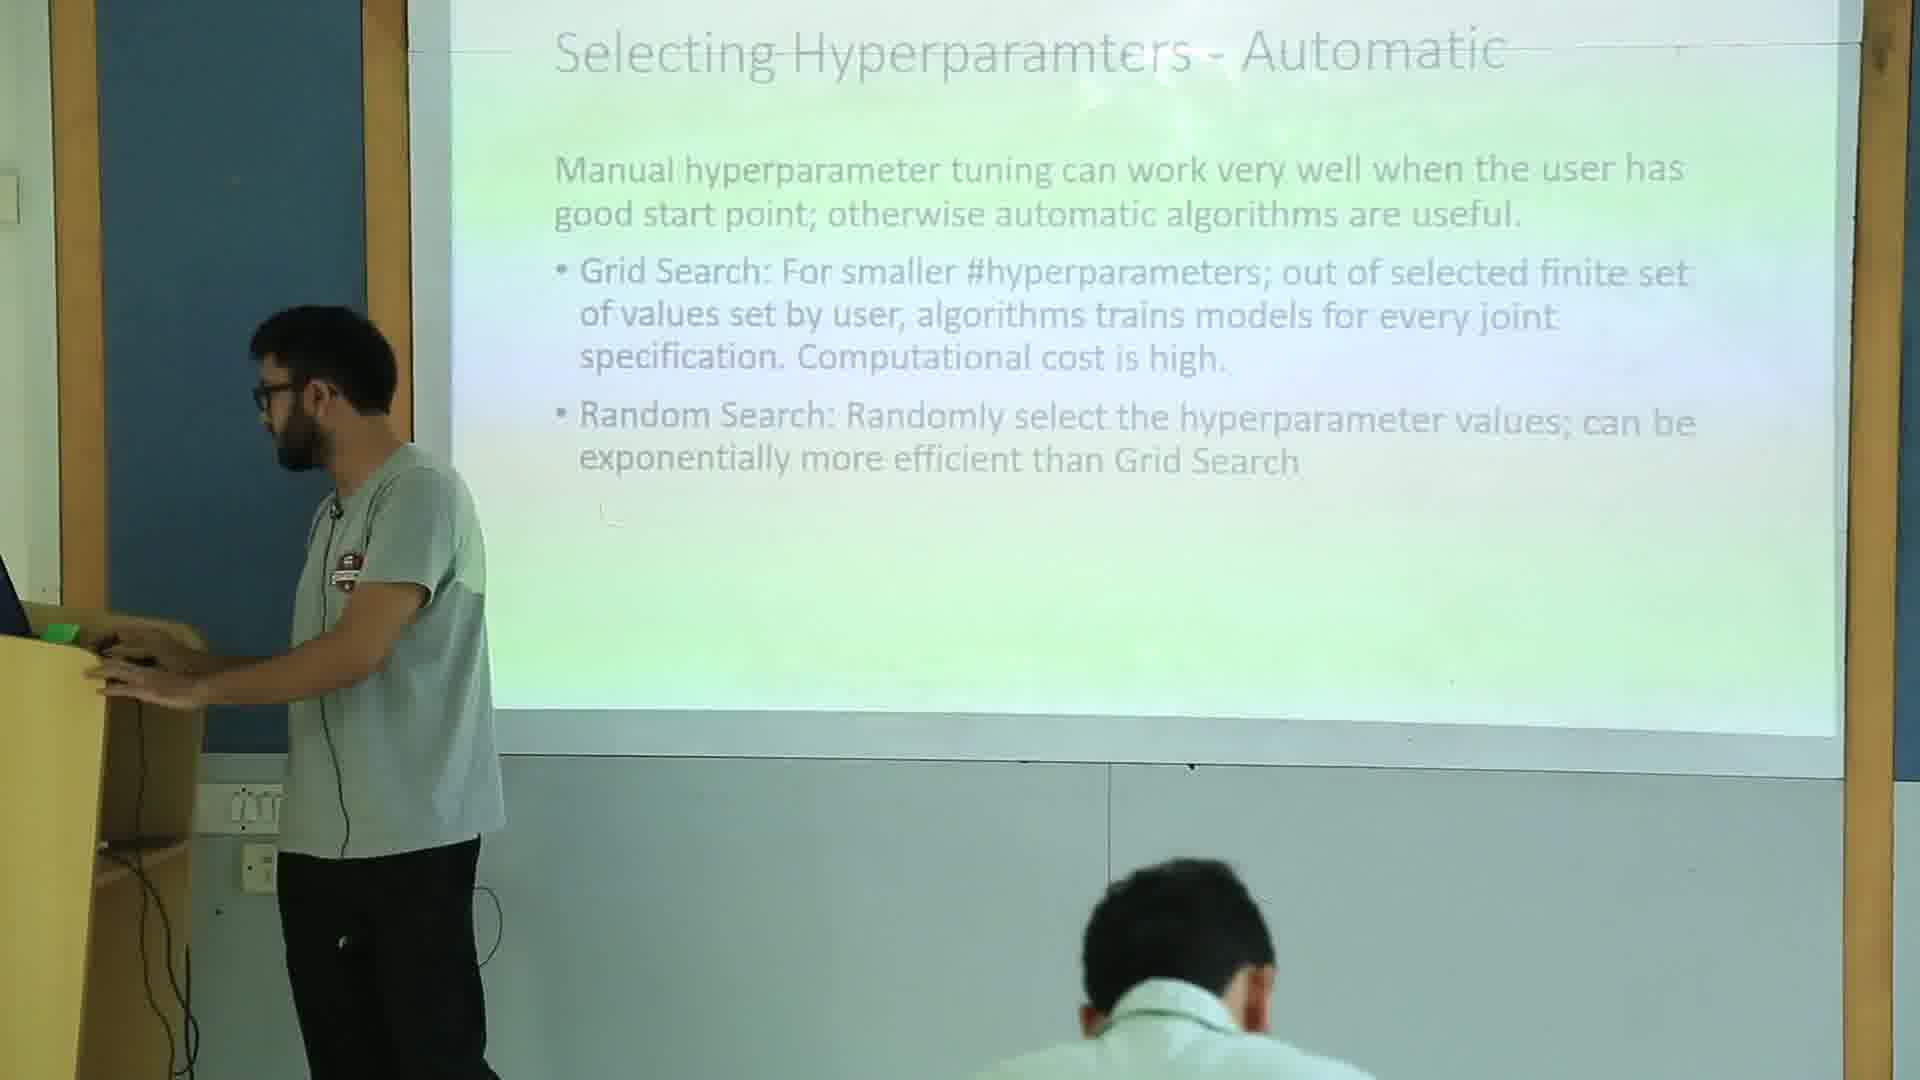 Selecting Hyperparamters - Automatic
Manual hyperparameter tuning can work very well when the user has
good start point; otherwise automatic algorithms are useful.
• Grid Search: For smaller #hyperparameters; out of selected finite set
of values set by user, algorithms trains models for every joint
specification. Computational cost is high.
• Random Search: Randomly select the hyperparameter values; can be
exponentially more efficient than Grid Search